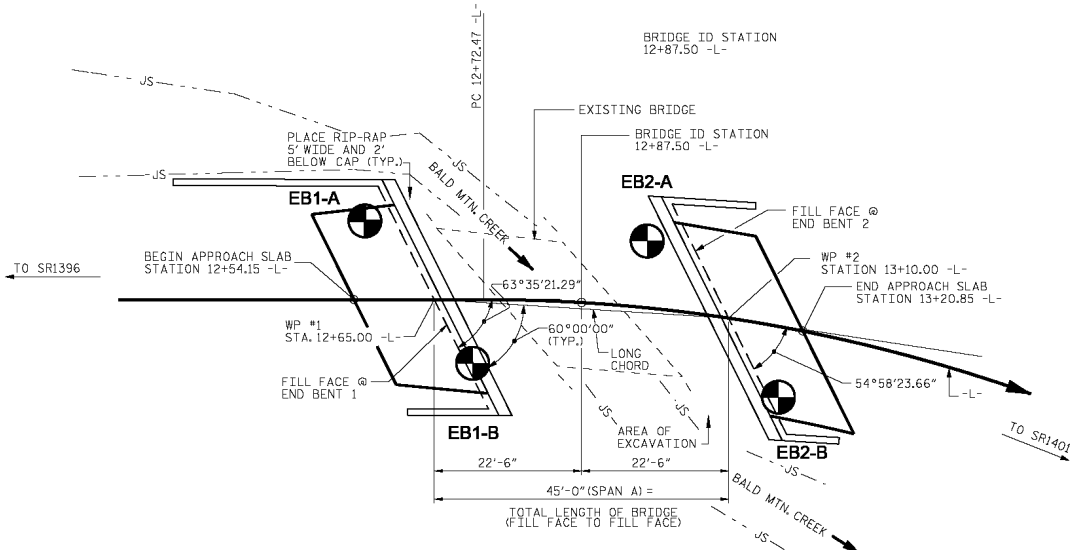 PC 12+72.47 -L-
BRIDGE ID STATION
12+87.50 -L-
JS
EXISTING BRIDGE
PLACE RIP-RAP
5' WIDE AND 2'
BELOW CAP (TYP.)
BRIDGE ID STATION
12+87.50 -L-
JS
JS
BALD MTN. CREEK
EB1-A
EB2-A
FILL FACE @
END BENT 2
BEGIN APPROACH SLAB
STATION 12+54.15 -L-
TO SR1396
WP #2
STATION 13+10.00 -L-
63°35'21.29"
END APPROACH SLAB
STATION 13+20.85 -L-
WP #1
STA. 12+65.00 -L-
60°00'00"
(TYP.)
LONG
CHORD
FILL FACE @
END BENT 1
54°58'23.66"
-L-
JS
JS
EB1-B
AREA OF
EXCAVATION
EB2-B
TO SR1401
22'-6"
22'-6"
JS
45'-0" (SPAN A) =
TOTAL LENGTH OF BRIDGE
(FILL FACE TO FILL FACE)
BALD MTN. CREEK
JS